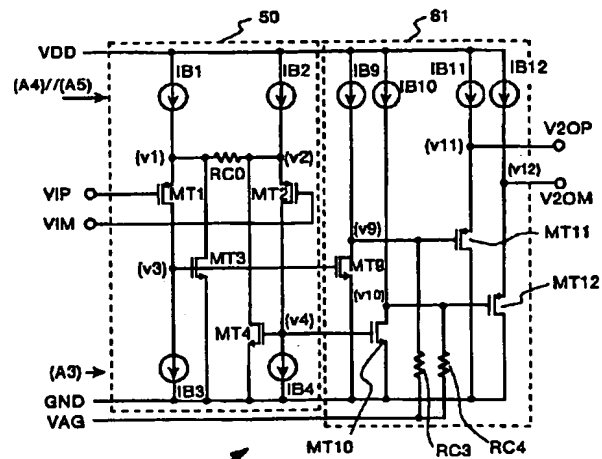 50
61
VDD
IB1
IB2
IB9
IB10
IB11
IB12
(A4)//(A5)
(v1)
RC0
(v2)
(v11)
V2OP
(v12)
V2OM
VIP
MT1
MT2
VIM
(v9)
MT11
(v3)
MT3
MT9
(v10)
MT12
MT4
(v4)
(A3)
IB3
IB4
GND
VAG
MT10
RC3
RC4